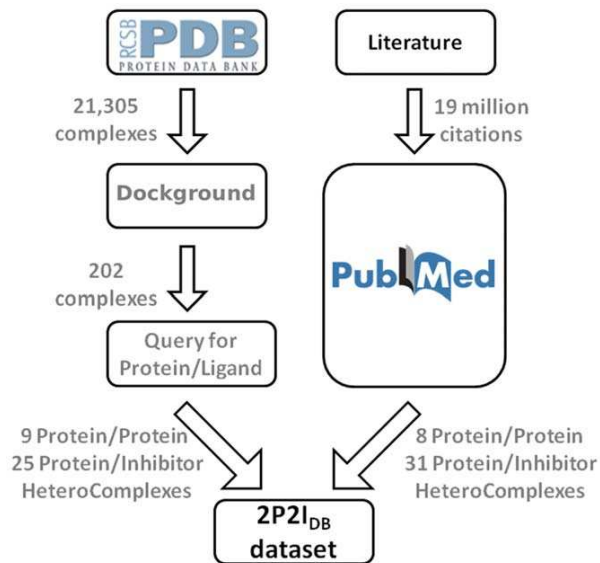 RCSB
PDB
PROTEIN DATA BANK
Literature
21,305
complexes
19 million
citations
Dockground
PubMed
202
complexes
Query for
Protein/Ligand
9 Protein/Protein
25 Protein/Inhibitor
HeteroComplexes
8 Protein/Protein
31 Protein/Inhibitor
HeteroComplexes
2P2I_DB
dataset